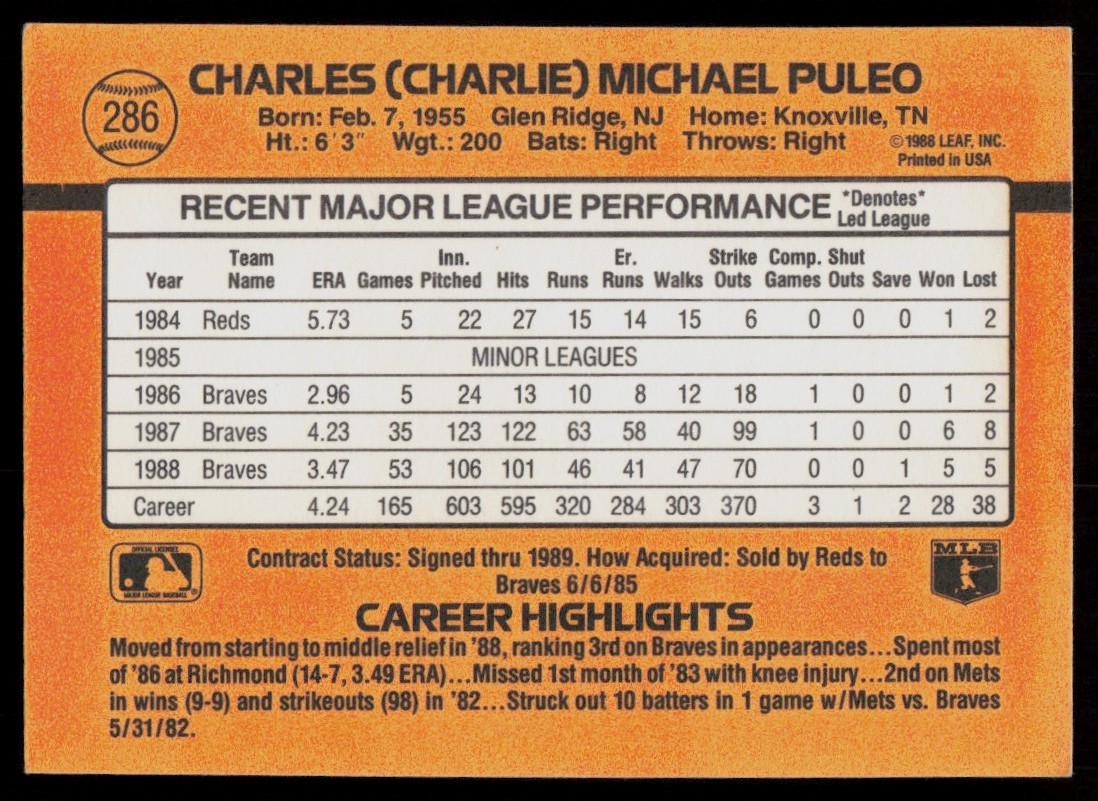 CHARLES (CHARLIE) MICHAEL PULEO
286
Born: Feb. 7, 1955 Glen Ridge, NJ Home: Knoxville, TN
Ht.: 6'3" Wgt.: 200 Bats: Right Throws: Right
©1988 LEAF, INC.
Printed in USA
RECENT MAJOR LEAGUE PERFORMANCE *Denotes* Led League
Year Team Name ERA Games Inn. Pitched Hits Runs Er. Runs Walks Strike Outs Comp. Games Shut Outs Save Won Lost
1984 Reds 5.73 5 22 27 15 14 15 6 0 0 0 1 2
1985 MINOR LEAGUES
1986 Braves 2.96 5 24 13 10 8 12 18 1 0 0 1 2
1987 Braves 4.23 35 123 122 63 58 40 99 1 0 0 6 8
1988 Braves 3.47 53 106 101 46 41 47 70 0 0 1 5 5
Career 4.24 165 603 595 320 284 303 370 3 1 2 28 38
OFFICIAL LICENSEE
MAJOR LEAGUE BASEBALL
Contract Status: Signed thru 1989. How Acquired: Sold by Reds to
Braves 6/6/85
MLB
CAREER HIGHLIGHTS
Moved from starting to middle relief in '88, ranking 3rd on Braves in appearances...Spent most
of '86 at Richmond (14-7, 3.49 ERA)...Missed 1st month of '83 with knee injury...2nd on Mets
in wins (9-9) and strikeouts (98) in '82...Struck out 10 batters in 1 game w/Mets vs. Braves
5/31/82.